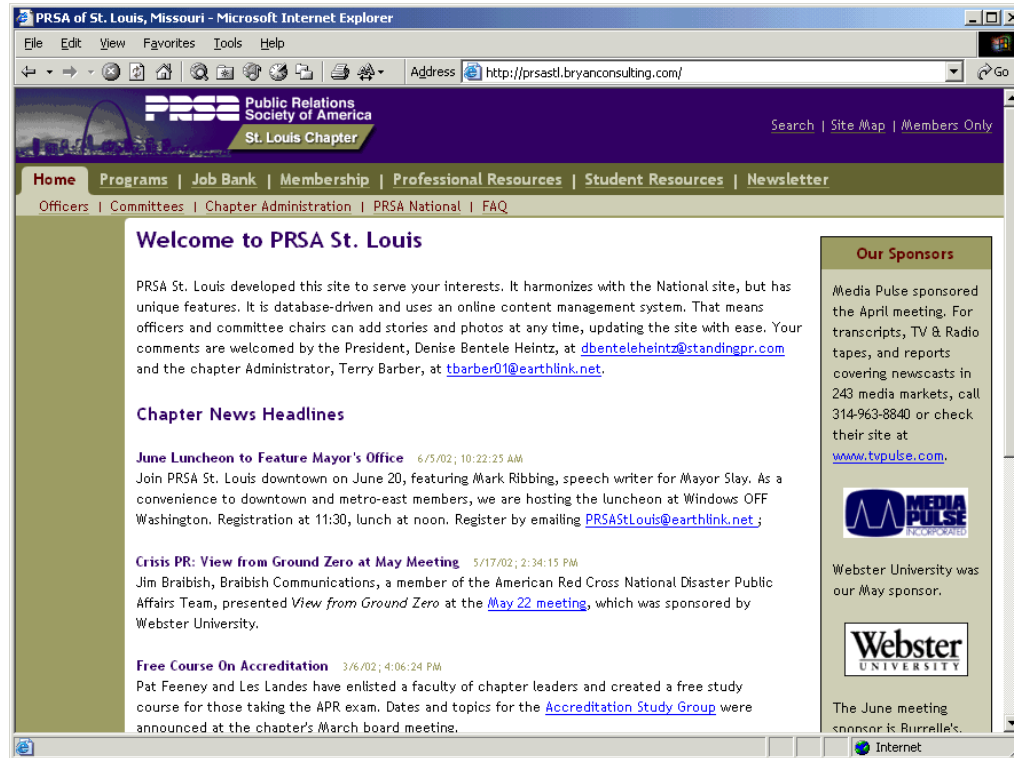 PRSA of St. Louis, Missouri - Microsoft Internet Explorer
File Edit View Favorites Tools Help
Address http://prsastl.bryanconsulting.com/ Go
PRSA Public Relations
Society of America
St. Louis Chapter
Search | Site Map | Members Only
Home Programs | Job Bank | Membership | Professional Resources | Student Resources | Newsletter
Officers | Committees | Chapter Administration | PRSA National | FAQ
Welcome to PRSA St. Louis
PRSA St. Louis developed this site to serve your interests. It harmonizes with the National site, but has
unique features. It is database-driven and uses an online content management system. That means
officers and committee chairs can add stories and photos at any time, updating the site with ease. Your
comments are welcomed by the President, Denise Bentele Heintz, at dbenteleheintz@standingpr.com
and the chapter Administrator, Terry Barber, at tbarber01@earthlink.net.
Chapter News Headlines
June Luncheon to Feature Mayor's Office 6/5/02; 10:22:25 AM
Join PRSA St. Louis downtown on June 20, featuring Mark Ribbing, speech writer for Mayor Slay. As a
convenience to downtown and metro-east members, we are hosting the luncheon at Windows OFF
Washington. Registration at 11:30, lunch at noon. Register by emailing PRSAStLouis@earthlink.net ;
Crisis PR: View from Ground Zero at May Meeting 5/17/02; 2:34:15 PM
Jim Braibish, Braibish Communications, a member of the American Red Cross National Disaster Public
Affairs Team, presented View from Ground Zero at the May 22 meeting, which was sponsored by
Webster University.
Free Course On Accreditation 3/6/02; 4:06:24 PM
Pat Feeney and Les Landes have enlisted a faculty of chapter leaders and created a free study
course for those taking the APR exam. Dates and topics for the Accreditation Study Group were
announced at the chapter's March board meeting.
Our Sponsors
Media Pulse sponsored
the April meeting. For
transcripts, TV & Radio
tapes, and reports
covering newscasts in
243 media markets, call
314-963-8840 or check
their site at
www.tvpulse.com.
MEDIA
PULSE
INCORPORATED
Webster University was
our May sponsor.
Webster
UNIVERSITY
The June meeting
sponsor is Burrelle's.
Internet